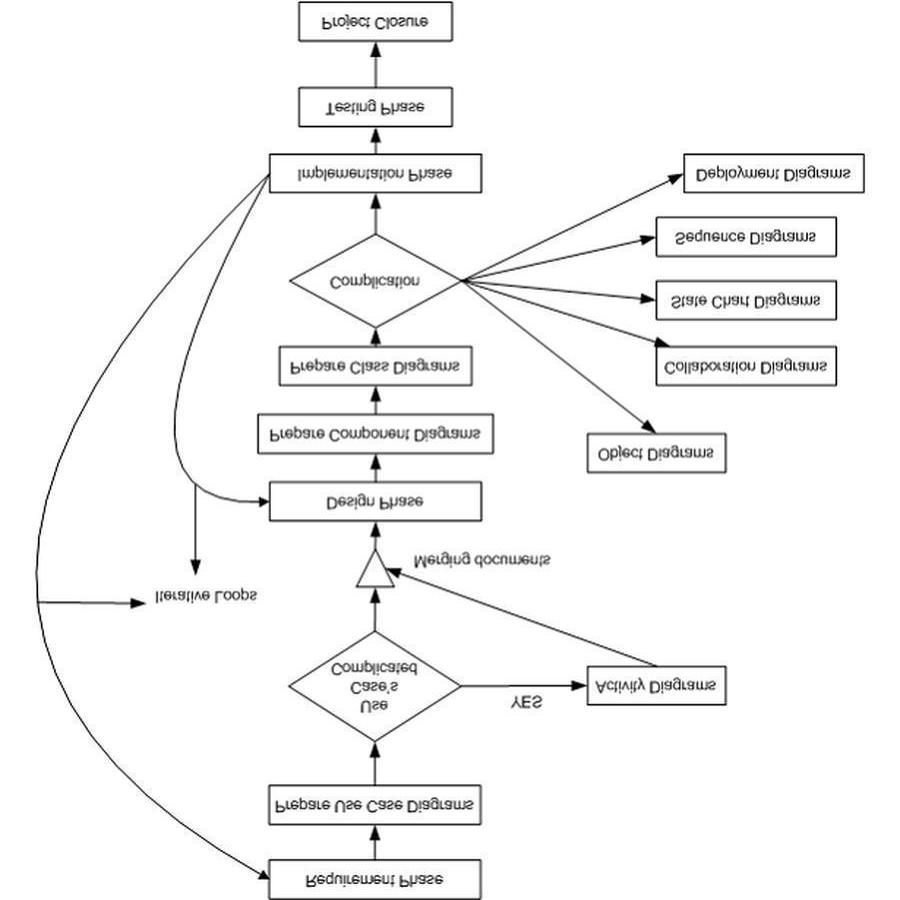 Requirement Phase
Prepare Use Case Diagrams
Use
Case's
Complicated
YES
Activity Diagrams
Iterative Loops
Merging documents
Design Phase
Prepare Component Diagrams
Object Diagrams
Prepare Class Diagrams
Collaboration Diagrams
State Chart Diagrams
Complication
Sequence Diagrams
Implementation Phase
Deployment Diagrams
Testing Phase
Project Closure